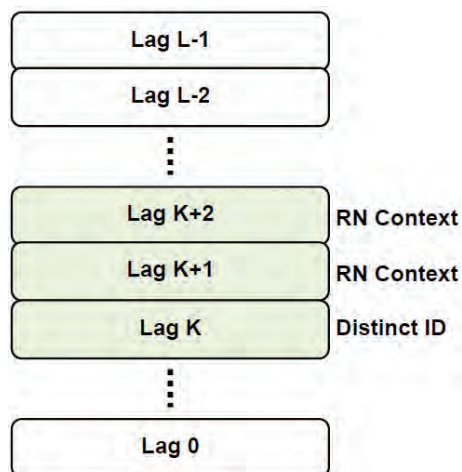 Lag L-1
Lag L-2
Lag K+2 RN Context
Lag K+1 RN Context
Lag K Distinct ID
Lag 0